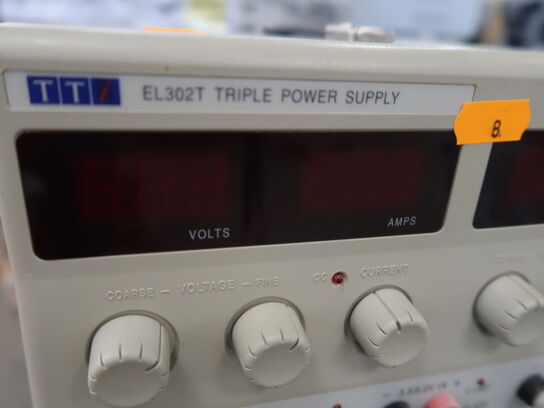 TTi EL302T TRIPLE POWER SUPPLY
8.
VOLTS
AMPS
COARSE — VOLTAGE — FINE
CC
CURRENT